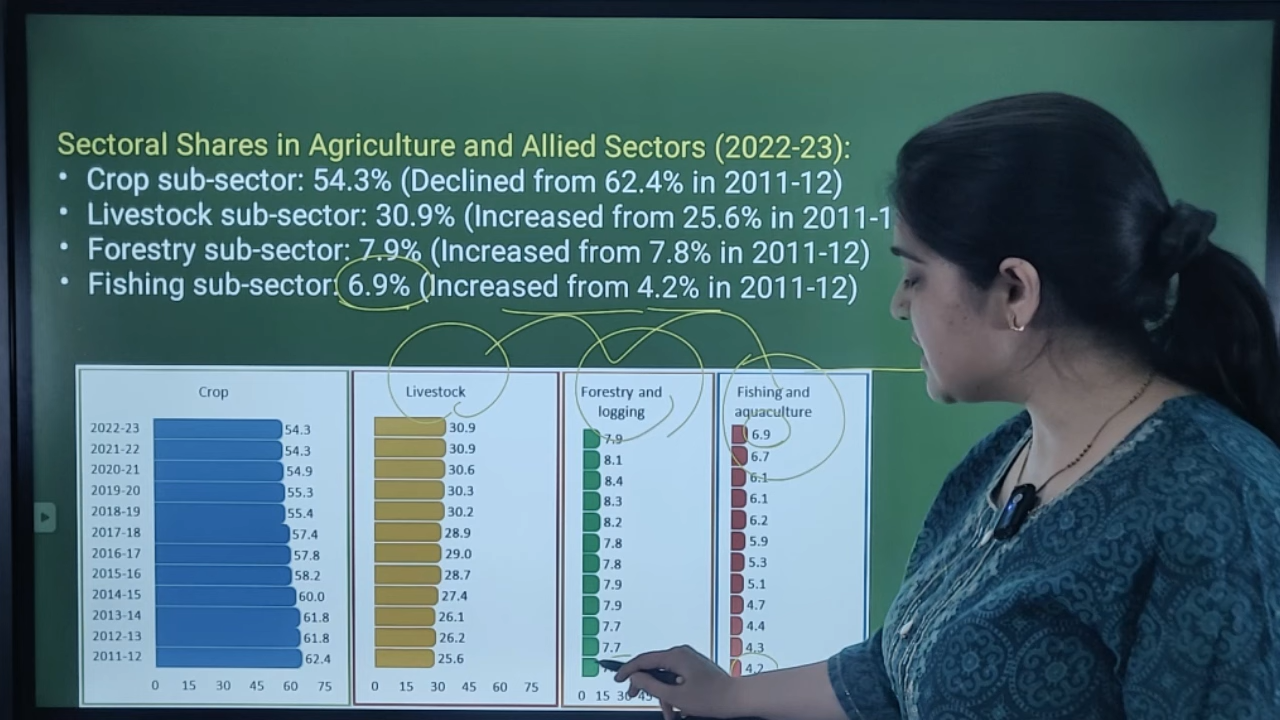 Sectoral Shares in Agriculture and Allied Sectors (2022-23):
• Crop sub-sector: 54.3% (Declined from 62.4% in 2011-12)
• Livestock sub-sector: 30.9% (Increased from 25.6% in 2011-1
• Forestry sub-sector: 7.9% (Increased from 7.8% in 2011-12)
• Fishing sub-sector: 6.9% (Increased from 4.2% in 2011-12)
Crop Livestock Forestry and Fishing and
logging aquaculture
2022-23 54.3 30.9 7.9 6.9
2021-22 54.3 30.9 8.1 6.7
2020-21 54.9 30.6 8.4 6.1
2019-20 55.3 30.3 8.3 6.1
2018-19 55.4 30.2 8.2 6.2
2017-18 57.4 28.9 7.8 5.9
2016-17 57.8 29.0 7.8 5.3
2015-16 58.2 28.7 7.9 5.1
2014-15 60.0 27.4 7.9 4.7
2013-14 61.8 26.1 7.7 4.4
2012-13 61.8 26.2 7.7 4.3
2011-12 62.4 25.6 4.2
0 15 30 45 60 75 0 15 30 45 60 75 0 15 30 45